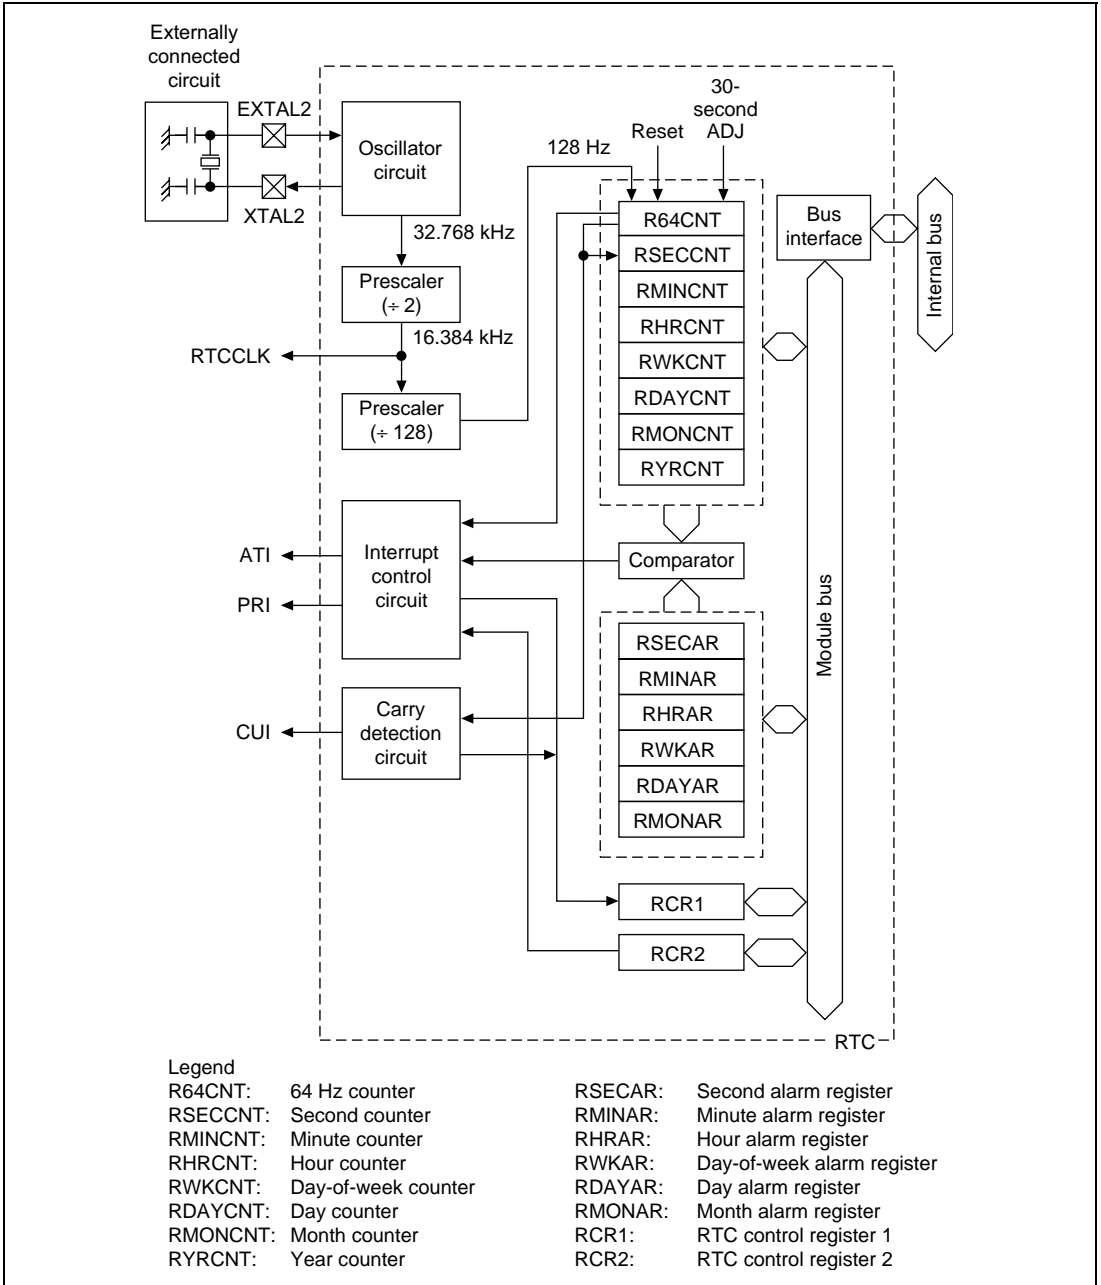 Externally
connected
circuit
EXTAL2
XTAL2
Oscillator
circuit
32.768 kHz
Prescaler
(÷ 2)
16.384 kHz
RTCCLK
Prescaler
(÷ 128)
128 Hz
Reset
30-
second
ADJ
R64CNT
RSECCNT
RMINCNT
RHRCNT
RWKCNT
RDAYCNT
RMONCNT
RYRCNT
Bus
interface
Internal bus
Module bus
Comparator
ATI
PRI
Interrupt
control
circuit
CUI
Carry
detection
circuit
RSECAR
RMINAR
RHRAR
RWKAR
RDAYAR
RMONAR
RCR1
RCR2
RTC
Legend
R64CNT: 64 Hz counter
RSECCNT: Second counter
RMINCNT: Minute counter
RHRCNT: Hour counter
RWKCNT: Day-of-week counter
RDAYCNT: Day counter
RMONCNT: Month counter
RYRCNT: Year counter
RSECAR: Second alarm register
RMINAR: Minute alarm register
RHRAR: Hour alarm register
RWKAR: Day-of-week alarm register
RDAYAR: Day alarm register
RMONAR: Month alarm register
RCR1: RTC control register 1
RCR2: RTC control register 2